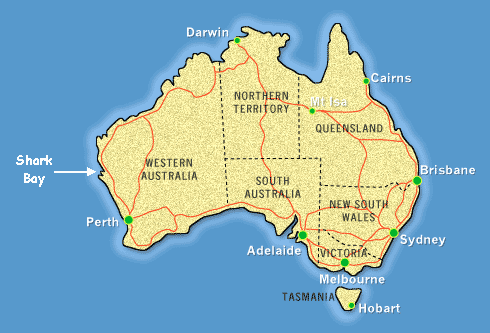 Darwin
Cairns
NORTHERN
TERRITORY
Mt Isa
QUEENSLAND
Shark
Bay
WESTERN
AUSTRALIA
Brisbane
SOUTH
AUSTRALIA
NEW SOUTH
WALES
Perth
Sydney
Adelaide
VICTORIA
Melbourne
TASMANIA
Hobart